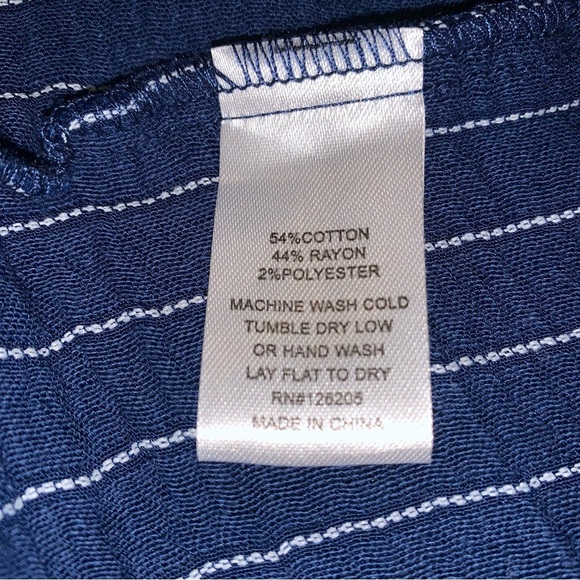 54%COTTON
44% RAYON
2%POLYESTER
MACHINE WASH COLD
TUMBLE DRY LOW
OR HAND WASH
LAY FLAT TO DRY
RN#126205
MADE IN CHINA